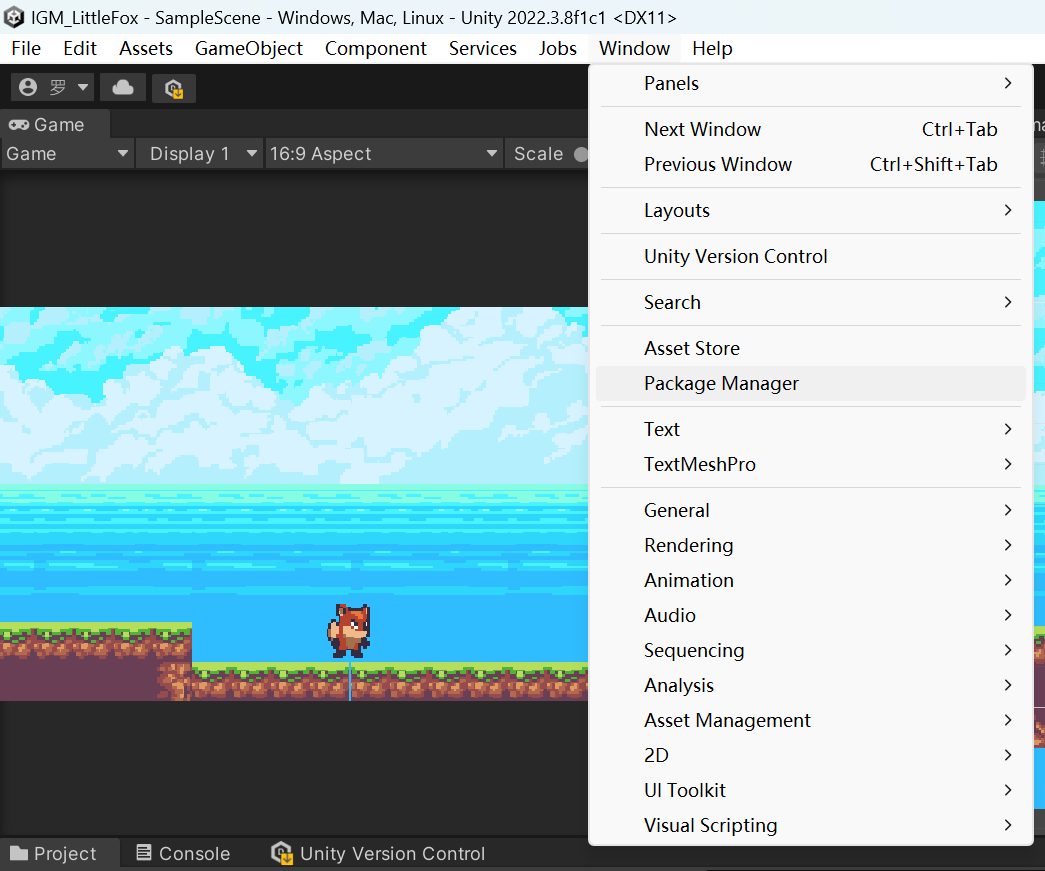 IGM_LittleFox - SampleScene - Windows, Mac, Linux - Unity 2022.3.8f1c1 <DX11>
File Edit Assets GameObject Component Services Jobs Window Help
罗
Game
Game Display 1 16:9 Aspect Scale
Panels
Next Window Ctrl+Tab
Previous Window Ctrl+Shift+Tab
Layouts
Unity Version Control
Search
Asset Store
Package Manager
Text
TextMeshPro
General
Rendering
Animation
Audio
Sequencing
Analysis
Asset Management
2D
UI Toolkit
Visual Scripting
Project Console Unity Version Control